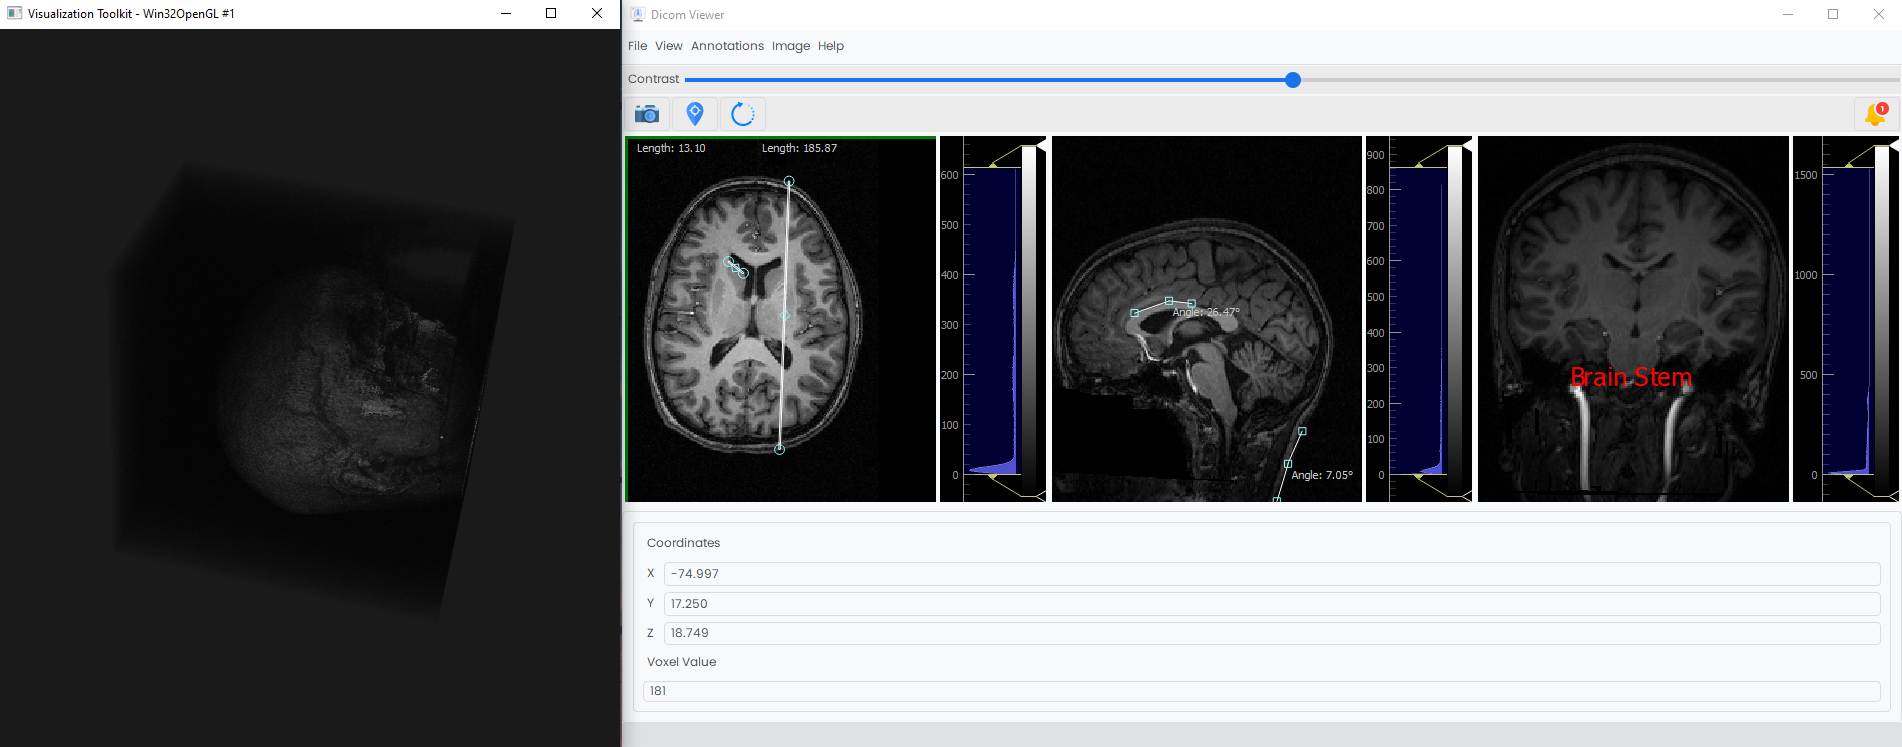 Visualization Toolkit - Win32OpenGL #1
Dicom Viewer
File View Annotations Image Help
Contrast
1
Length: 13.10 Length: 185.87
600
500
400
300
200
100
0
Angle: 26.47°
Angle: 7.05°
900
800
700
600
500
400
300
200
100
0
Brain Stem
1500
1000
500
0
Coordinates
X -74.997
Y 17.250
Z 18.749
Voxel Value
181